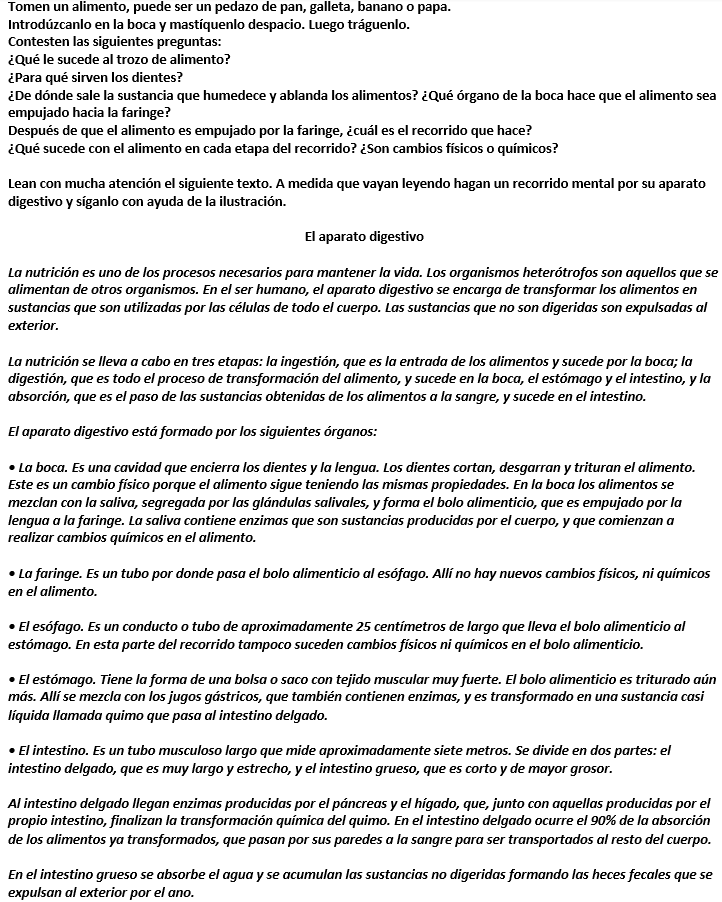 Tomen un alimento, puede ser un pedazo de pan, galleta, banano o papa.
Introdúzcanlo en la boca y mastíquenlo despacio. Luego tráguenlo.
Contesten las siguientes preguntas:
¿Qué le sucede al trozo de alimento?
¿Para qué sirven los dientes?
¿De dónde sale la sustancia que humedece y ablanda los alimentos? ¿Qué órgano de la boca hace que el alimento sea
empujado hacia la faringe?
Después de que el alimento es empujado por la faringe, ¿cuál es el recorrido que hace?
¿Qué sucede con el alimento en cada etapa del recorrido? ¿Son cambios físicos o químicos?
Lean con mucha atención el siguiente texto. A medida que vayan leyendo hagan un recorrido mental por su aparato
digestivo y síganlo con ayuda de la ilustración.
El aparato digestivo
La nutrición es uno de los procesos necesarios para mantener la vida. Los organismos heterótrofos son aquellos que se
alimentan de otros organismos. En el ser humano, el aparato digestivo se encarga de transformar los alimentos en
sustancias que son utilizadas por las células de todo el cuerpo. Las sustancias que no son digeridas son expulsadas al
exterior.
La nutrición se lleva a cabo en tres etapas: la ingestión, que es la entrada de los alimentos y sucede por la boca; la
digestión, que es todo el proceso de transformación del alimento, y sucede en la boca, el estómago y el intestino, y la
absorción, que es el paso de las sustancias obtenidas de los alimentos a la sangre, y sucede en el intestino.
El aparato digestivo está formado por los siguientes órganos:
• La boca. Es una cavidad que encierra los dientes y la lengua. Los dientes cortan, desgarran y trituran el alimento.
Este es un cambio físico porque el alimento sigue teniendo las mismas propiedades. En la boca los alimentos se
mezclan con la saliva, segregada por las glándulas salivales, y forma el bolo alimenticio, que es empujado por la
lengua a la faringe. La saliva contiene enzimas que son sustancias producidas por el cuerpo, y que comienzan a
realizar cambios químicos en el alimento.
• La faringe. Es un tubo por donde pasa el bolo alimenticio al esófago. Allí no hay nuevos cambios físicos, ni químicos
en el alimento.
• El esófago. Es un conducto o tubo de aproximadamente 25 centímetros de largo que lleva el bolo alimenticio al
estómago. En esta parte del recorrido tampoco suceden cambios físicos ni químicos en el bolo alimenticio.
• El estómago. Tiene la forma de una bolsa o saco con tejido muscular muy fuerte. El bolo alimenticio es triturado aún
más. Allí se mezcla con los jugos gástricos, que también contienen enzimas, y es transformado en una sustancia casi
líquida llamada quimo que pasa al intestino delgado.
• El intestino. Es un tubo musculoso largo que mide aproximadamente siete metros. Se divide en dos partes: el
intestino delgado, que es muy largo y estrecho, y el intestino grueso, que es corto y de mayor grosor.
Al intestino delgado llegan enzimas producidas por el páncreas y el hígado, que, junto con aquellas producidas por el
propio intestino, finalizan la transformación química del quimo. En el intestino delgado ocurre el 90% de la absorción
de los alimentos ya transformados, que pasan por sus paredes a la sangre para ser transportados al resto del cuerpo.
En el intestino grueso se absorbe el agua y se acumulan las sustancias no digeridas formando las heces fecales que se
expulsan al exterior por el ano.